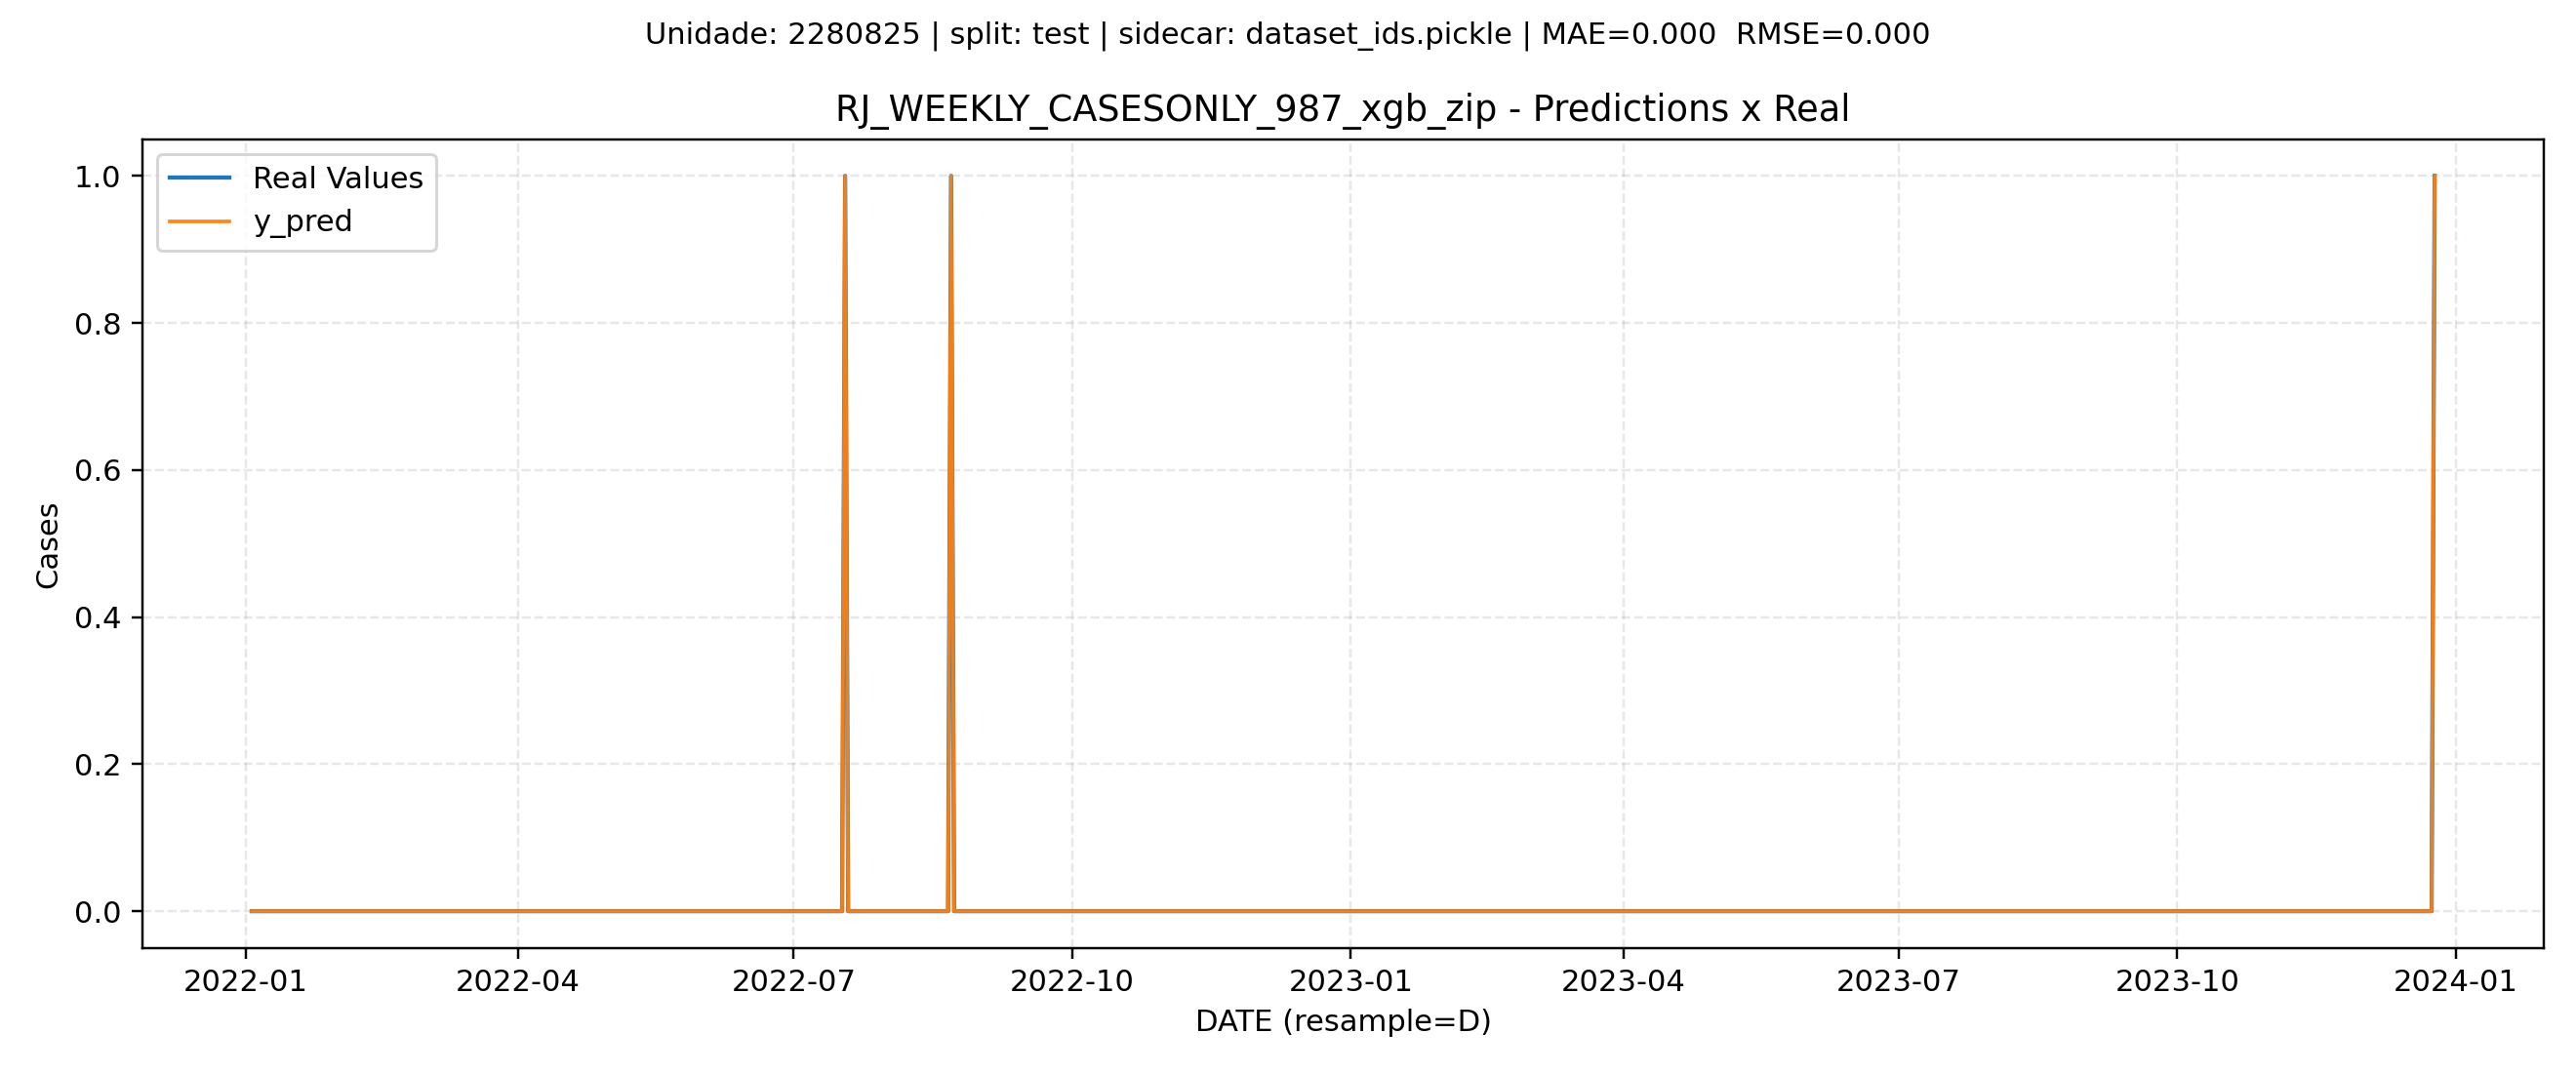 Unidade: 2280825 | split: test | sidecar: dataset_ids.pickle | MAE=0.000  RMSE=0.000
RJ_WEEKLY_CASESONLY_987_xgb_zip - Predictions x Real
Real Values
y_pred
1.0
0.8
0.6
0.4
0.2
0.0
Cases
2022-01
2022-04
2022-07
2022-10
2023-01
2023-04
2023-07
2023-10
2024-01
DATE (resample=D)